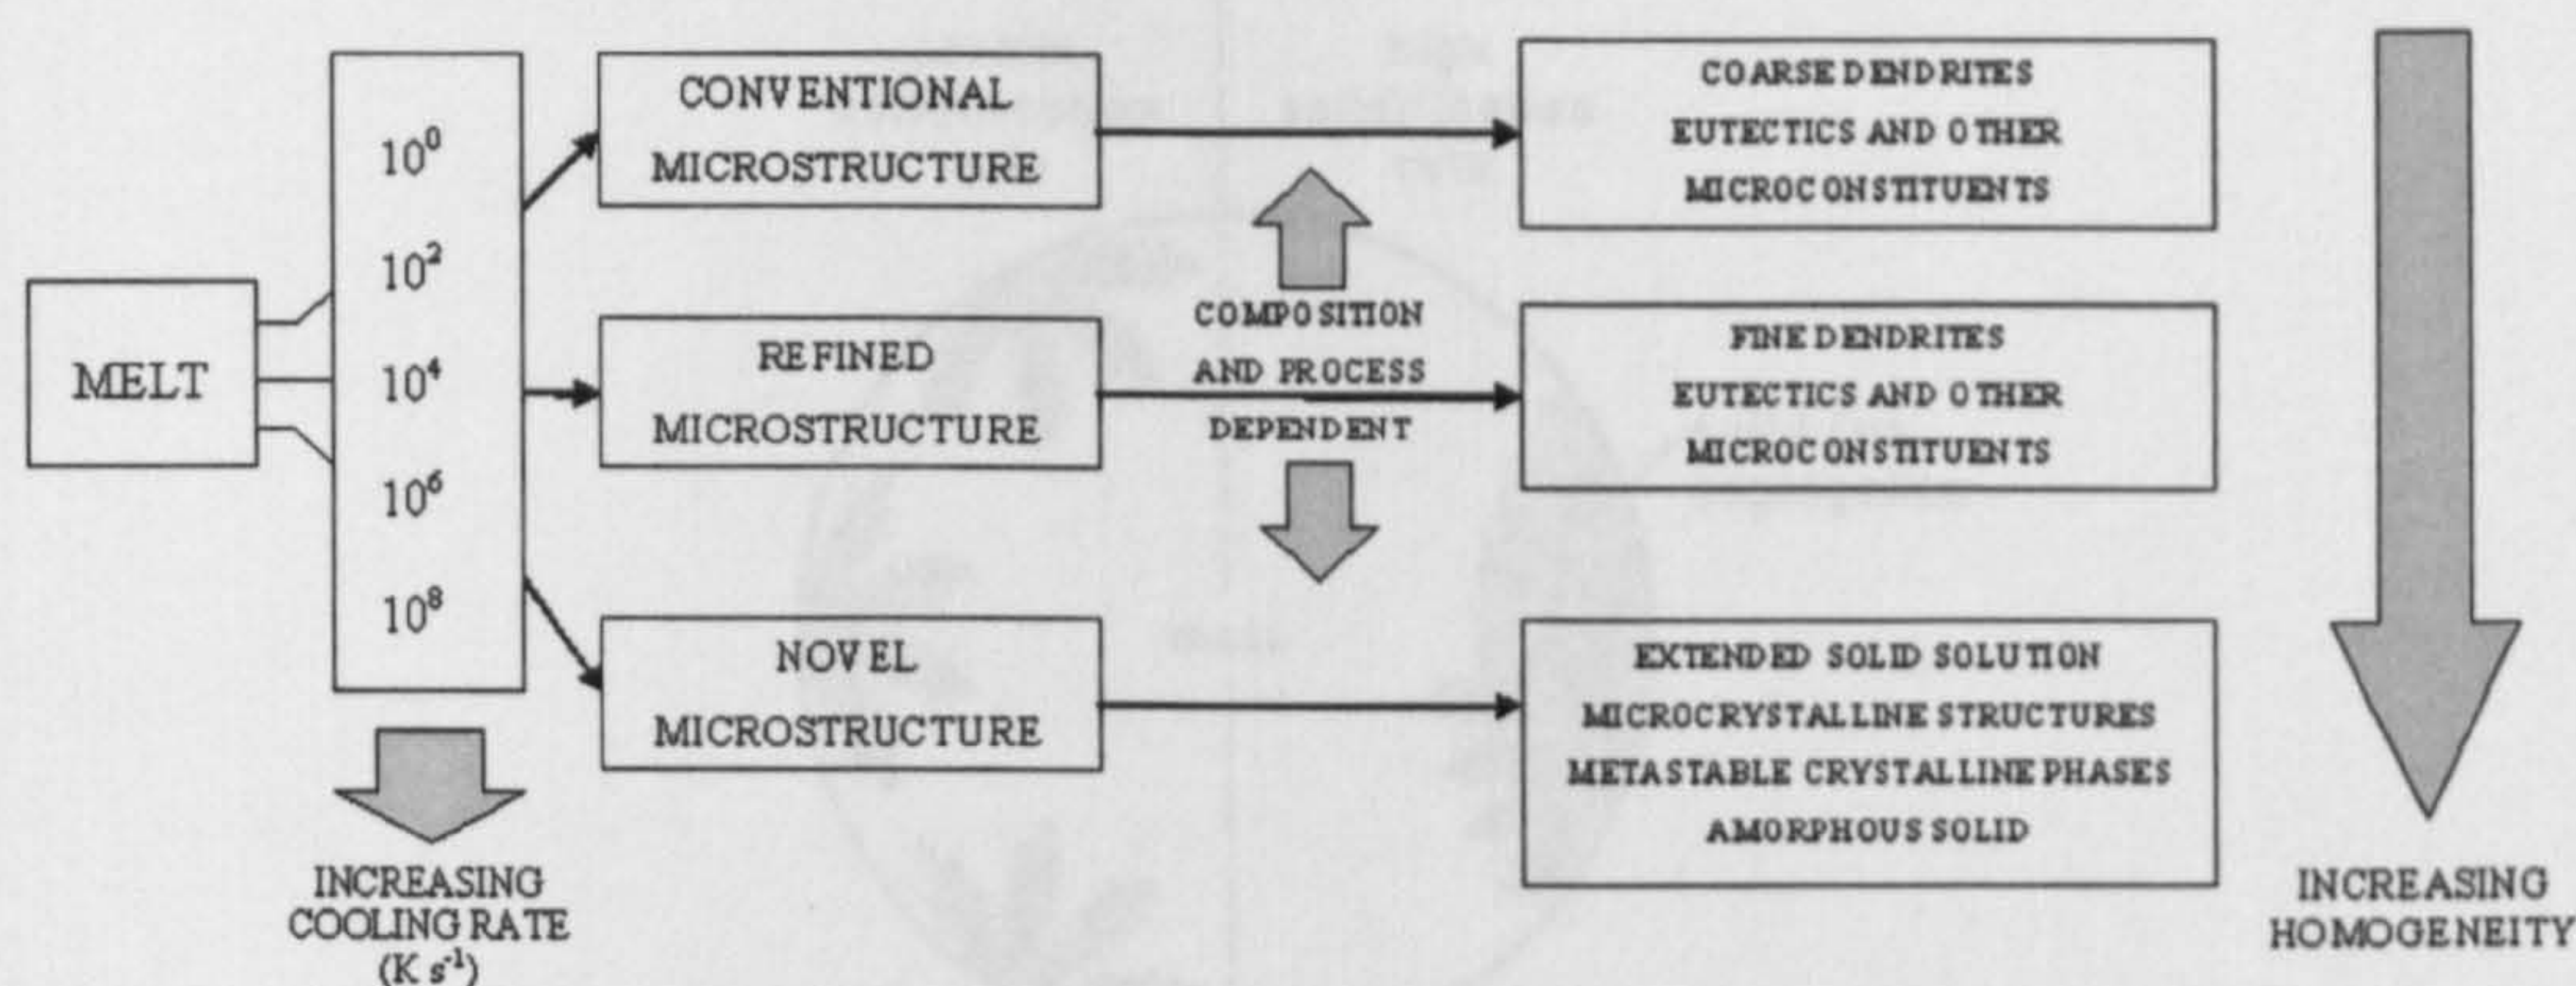 MELT
10⁰
10²
10⁴
10⁶
10⁸
INCREASING
COOLING RATE
(K s⁻¹)
CONVENTIONAL
MICROSTRUCTURE
REFINED
MICROSTRUCTURE
NOVEL
MICROSTRUCTURE
COMPOSITION
AND PROCESS
DEPENDENT
COARSE DENDRITES
EUTECTICS AND OTHER
MICROCONSTITUENTS
FINE DENDRITES
EUTECTICS AND OTHER
MICROCONSTITUENTS
EXTENDED SOLID SOLUTION
MICROCRYSTALLINE STRUCTURES
METASTABLE CRYSTALLINE PHASES
AMORPHOUS SOLID
INCREASING
HOMOGENEITY